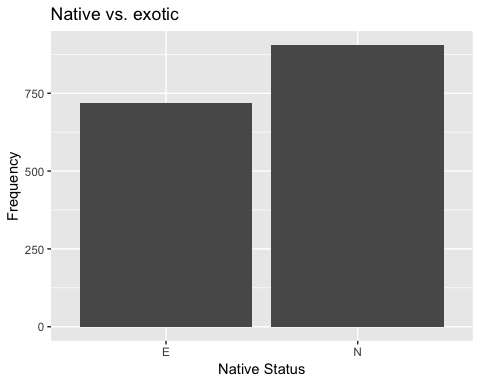 Native vs. exotic
Frequency
750
500
250
0
E N
Native Status